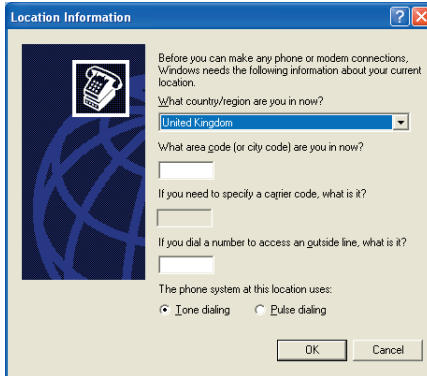 Location Information
Before you can make any phone or modem connections,
Windows needs the following information about your current
location.
What country/region are you in now?
United Kingdom
What area code (or city code) are you in now?
If you need to specify a carrier code, what is it?
If you dial a number to access an outside line, what is it?
The phone system at this location uses:
Tone dialing Pulse dialing
OK Cancel